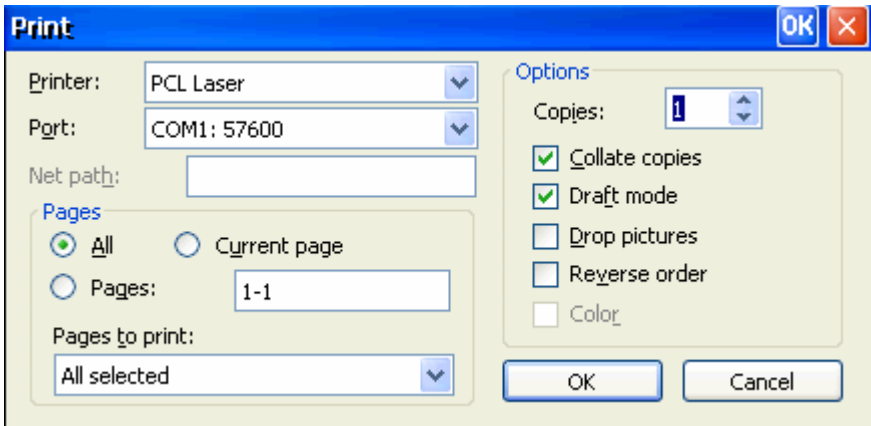 Print OK
Printer: PCL Laser
Port: COM1: 57600
Net path:
Pages
All Current page
Pages: 1-1
Pages to print:
All selected
Options
Copies: 1
Collate copies
Draft mode
Drop pictures
Reverse order
Color
OK Cancel